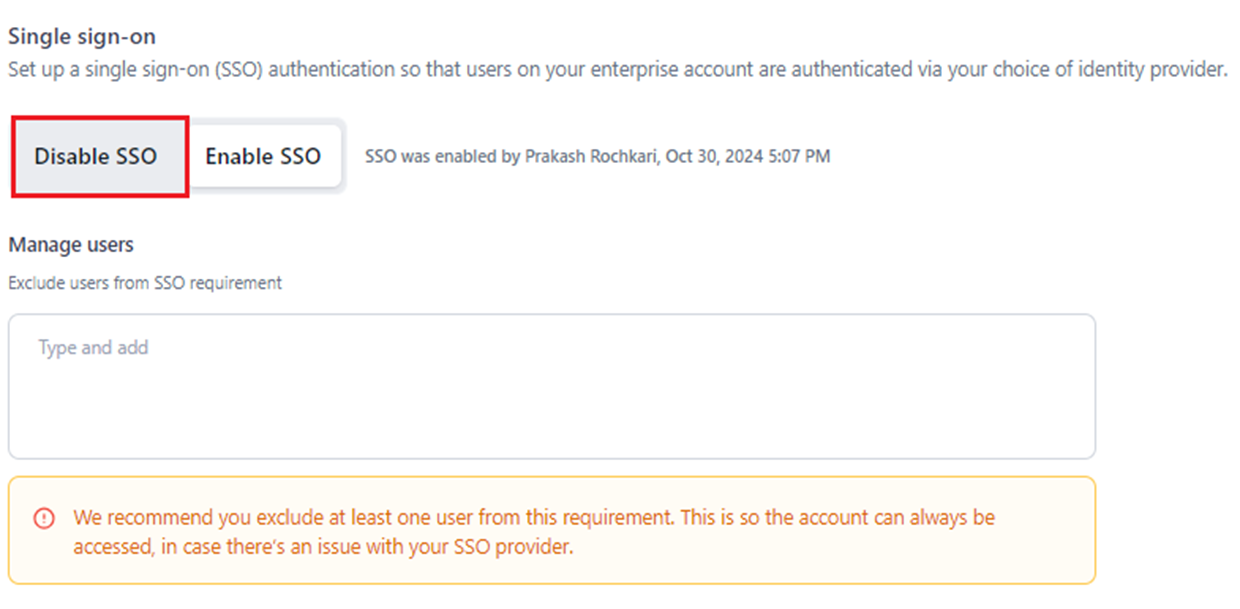 Single sign-on
Set up a single sign-on (SSO) authentication so that users on your enterprise account are authenticated via your choice of identity provider.
Disable SSO Enable SSO SSO was enabled by Prakash Rochkari, Oct 30, 2024 5:07 PM
Manage users
Exclude users from SSO requirement
Type and add
We recommend you exclude at least one user from this requirement. This is so the account can always be
accessed, in case there's an issue with your SSO provider.